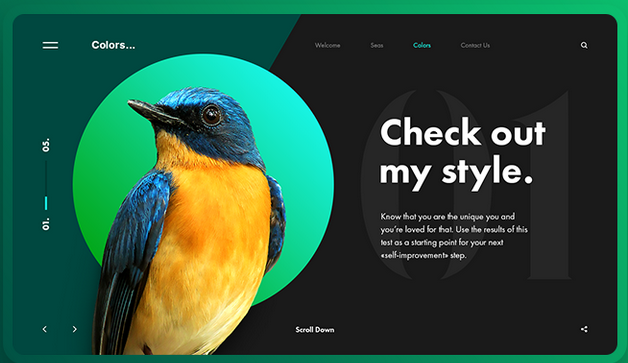 Colors...
Welcome
Seas
Colors
Contact Us
05.
01.
01
Check out
my style.
Know that you are the unique you and
you're loved for that. Use the results of this
test as a starting point for your next
«self-improvement» step.
Scroll Down